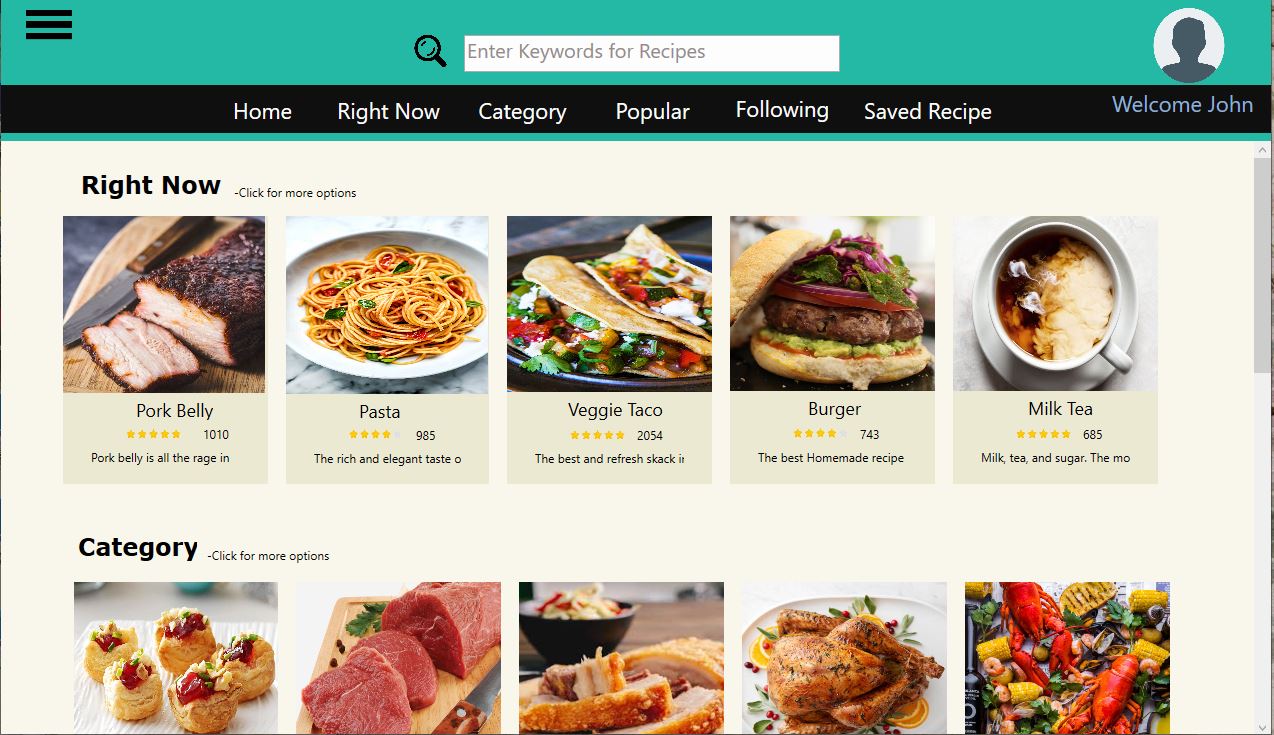 Enter Keywords for Recipes
Home Right Now Category Popular Following Saved Recipe Welcome John
Right Now -Click for more options
Pork Belly Pasta Veggie Taco Burger Milk Tea
1010 985 2054 743 685
Pork belly is all the rage in The rich and elegant taste o The best and refresh skack i The best Homemade recipe Milk, tea, and sugar. The mo
Category -Click for more options